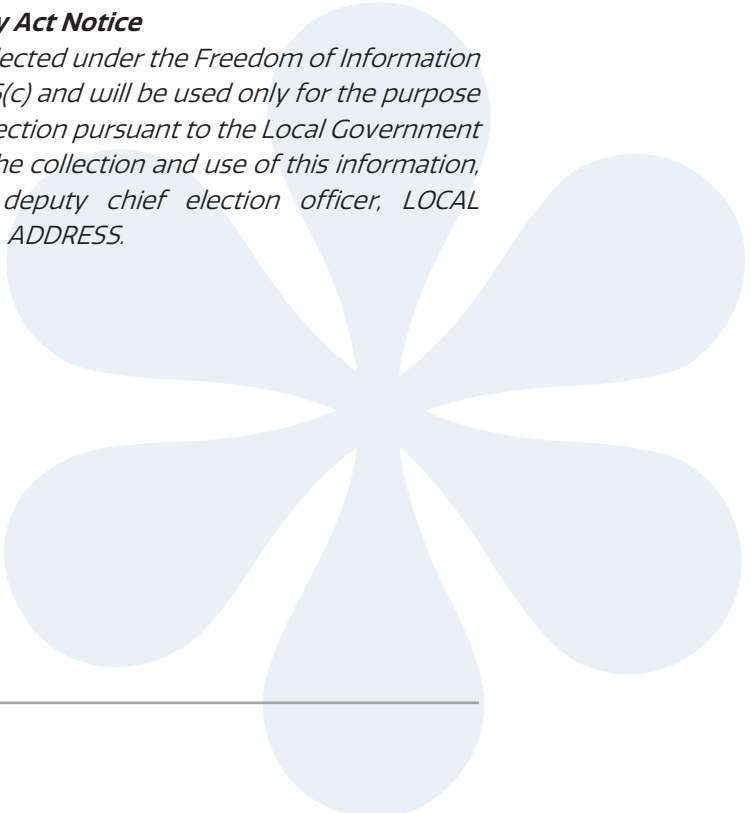 y Act Notice
lected under the Freedom of Information
6(c) and will be used only for the purpose
ection pursuant to the Local Government
he collection and use of this information,
deputy chief election officer, LOCAL
ADDRESS.